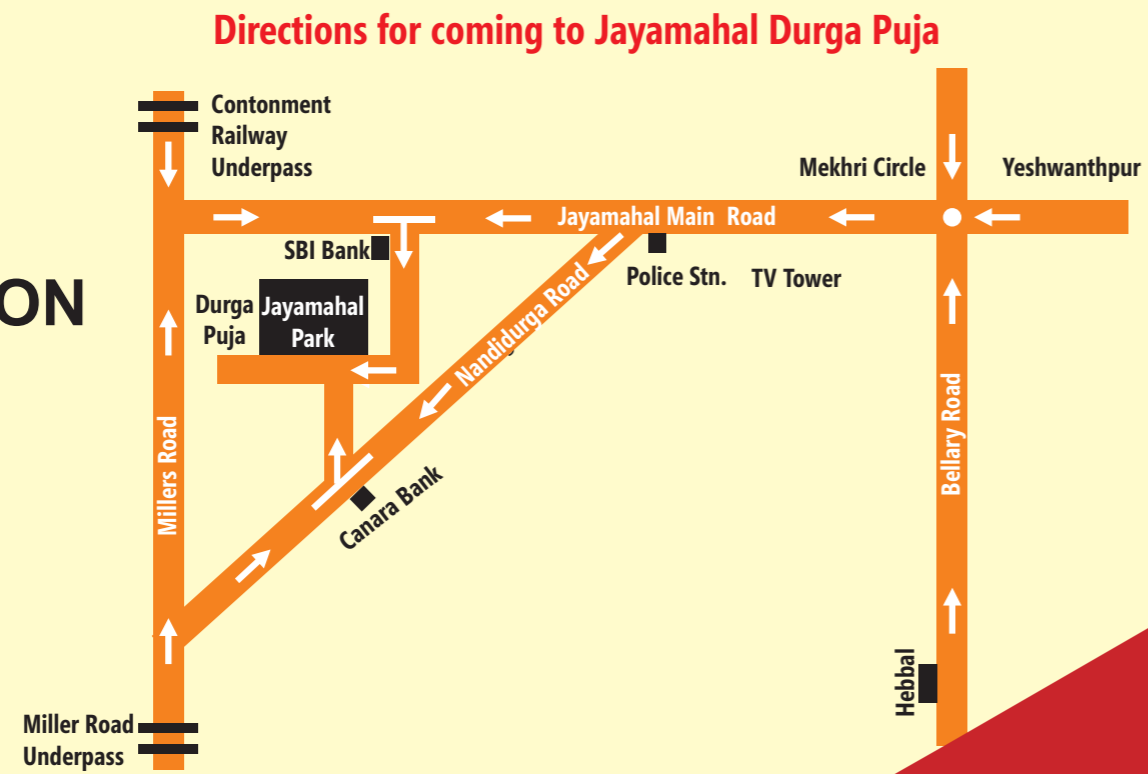 Directions for coming to Jayamahal Durga Puja
Contonment
Railway
Underpass
Mekhri Circle
Yeshwanthpur
Jayamahal Main Road
SBI Bank
Police Stn.
TV Tower
ON
Durga
Puja
Jayamahal
Park
Nandidurga Road
Millers Road
Bellary Road
Canara Bank
Hebbal
Miller Road
Underpass